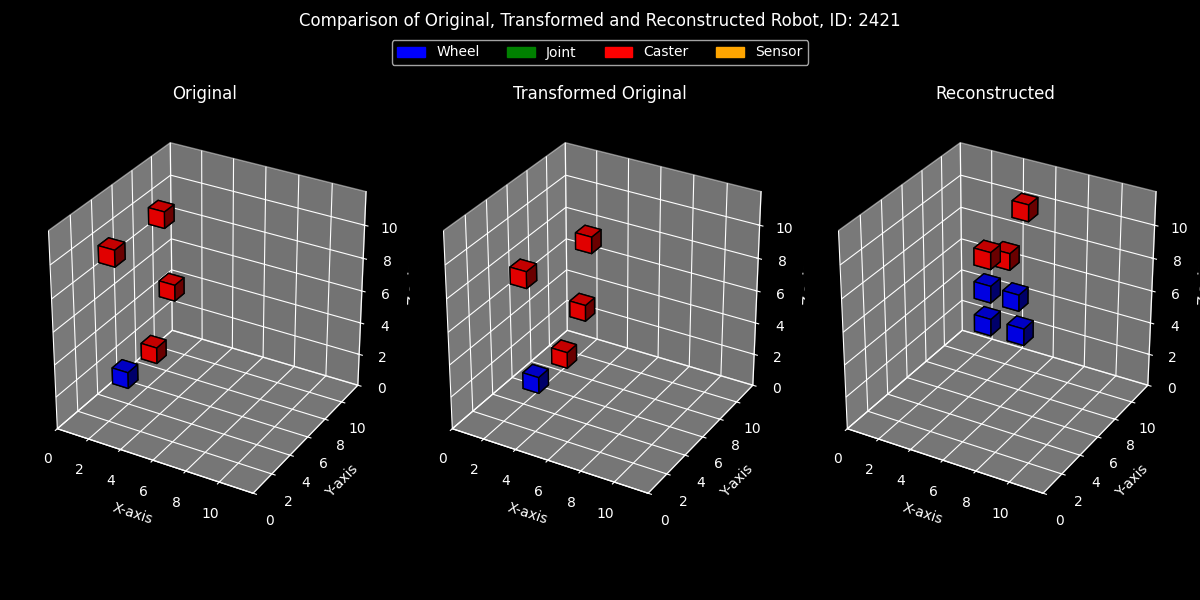 Comparison of Original, Transformed and Reconstructed Robot, ID: 2421
Wheel Joint Caster Sensor
Original Transformed Original Reconstructed
10 10 10
8 8 8
6 6 6
4 4 4
2 2 2
0 0 0
10 10 10
8 8 8
6 6 6
4 4 4
2 2 2
0 0 0
0 2 4 6 8 10 0 2 4 6 8 10 0 2 4 6 8 10
X-axis Y-axis X-axis Y-axis X-axis Y-axis